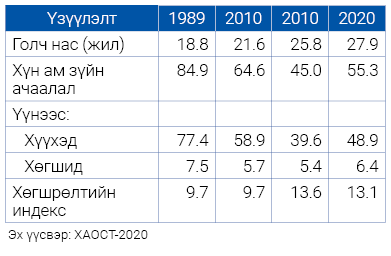 Үзүүлэлт 1989 2010 2010 2020
Голч нас (жил) 18.8 21.6 25.8 27.9
Хүн ам зүйн
ачаалал 84.9 64.6 45.0 55.3
Үүнээс:
Хүүхэд 77.4 58.9 39.6 48.9
Хөгшид 7.5 5.7 5.4 6.4
Хөгшрөлтийн
индекс 9.7 9.7 13.6 13.1
Эх үүсвэр: ХАОСТ-2020